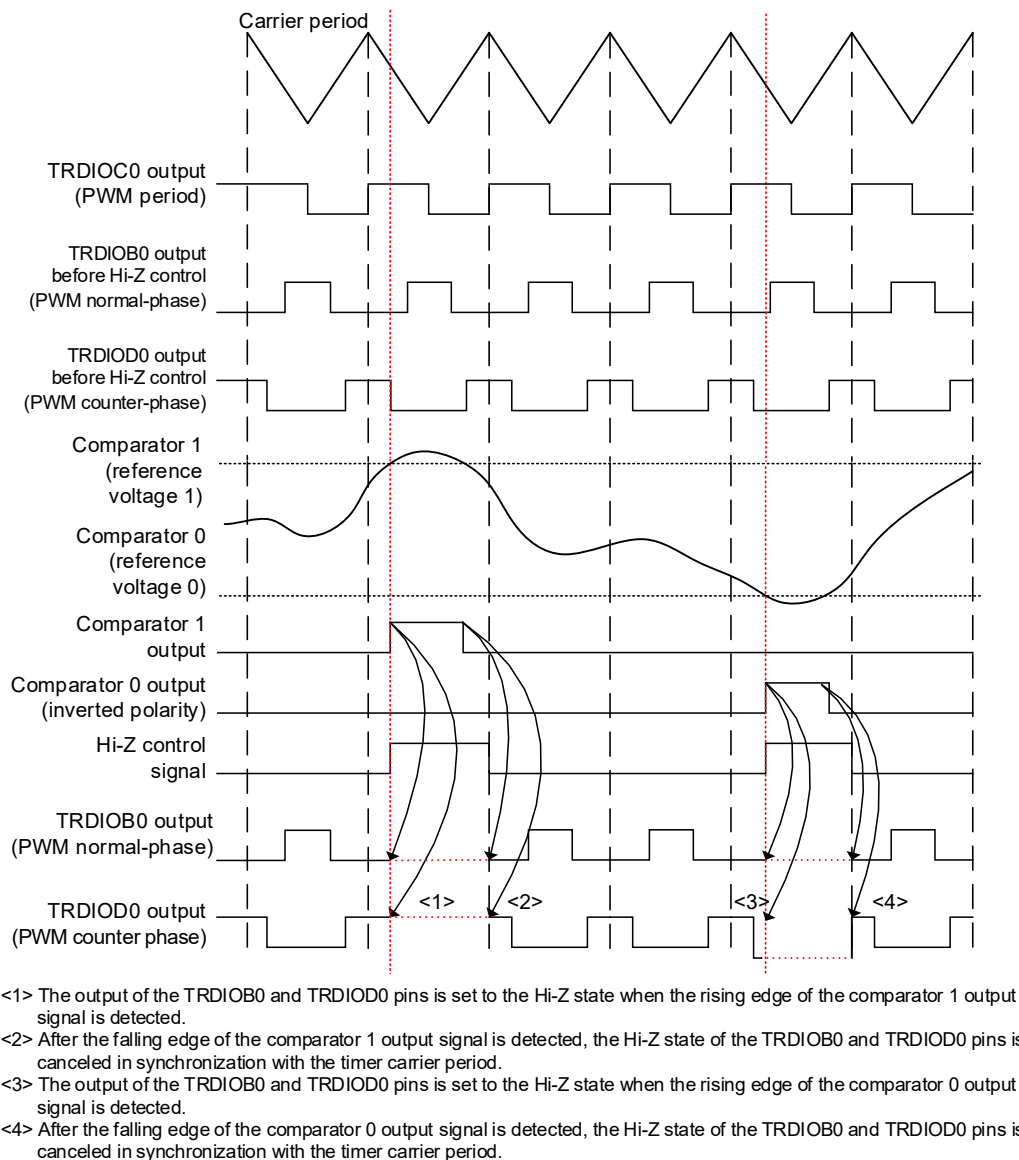 Carrier period
TRDIOC0 output
(PWM period)
TRDIOB0 output
before Hi-Z control
(PWM normal-phase)
TRDIOD0 output
before Hi-Z control
(PWM counter-phase)
Comparator 1
(reference
voltage 1)
Comparator 0
(reference
voltage 0)
Comparator 1
output
Comparator 0 output
(inverted polarity)
Hi-Z control
signal
TRDIOB0 output
(PWM normal-phase)
<1>
<2>
<3>
<4>
TRDIOD0 output
(PWM counter phase)
<1> The output of the TRDIOB0 and TRDIOD0 pins is set to the Hi-Z state when the rising edge of the comparator 1 output
signal is detected.
<2> After the falling edge of the comparator 1 output signal is detected, the Hi-Z state of the TRDIOB0 and TRDIOD0 pins is
canceled in synchronization with the timer carrier period.
<3> The output of the TRDIOB0 and TRDIOD0 pins is set to the Hi-Z state when the rising edge of the comparator 0 output
signal is detected.
<4> After the falling edge of the comparator 0 output signal is detected, the Hi-Z state of the TRDIOB0 and TRDIOD0 pins is
canceled in synchronization with the timer carrier period.